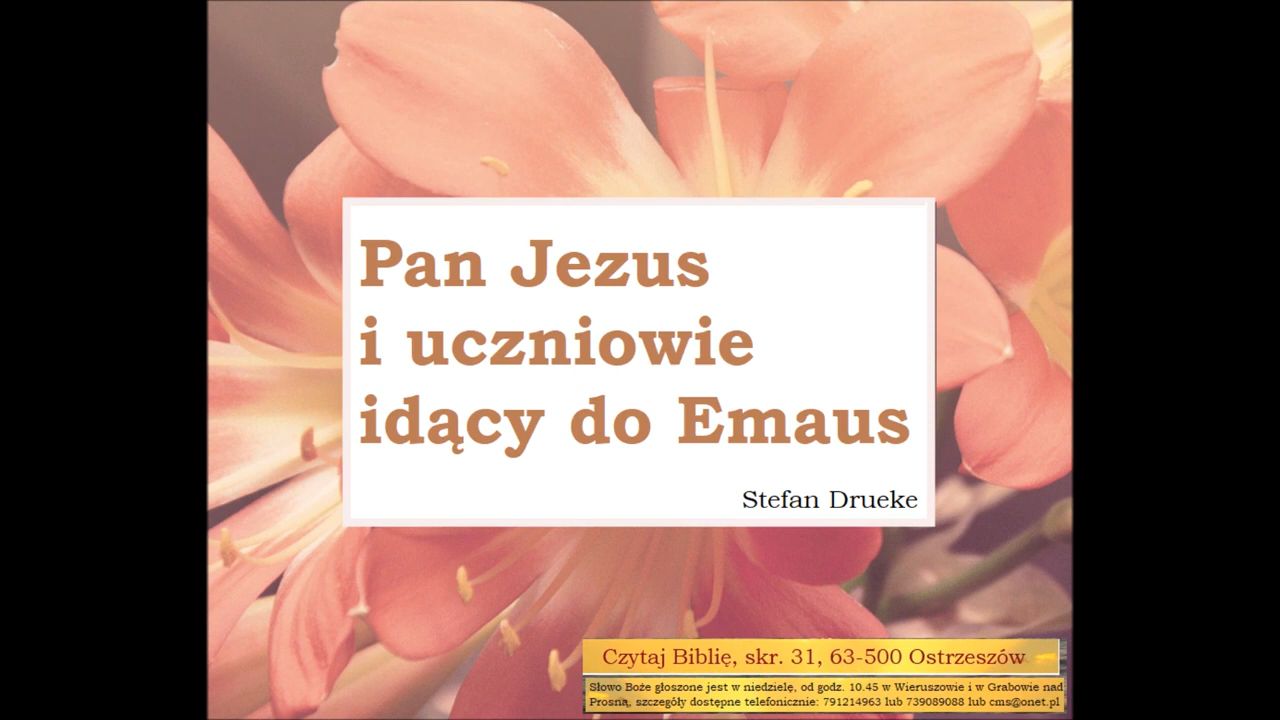 Pan Jezus
i uczniowie
idący do Emaus
Stefan Drueke
Czytaj Biblię, skr. 31, 63-500 Ostrzeszów
Słowo Boże głoszone jest w niedzielę, od godz. 10.45 w Wieruszowie i w Grabowie nad
Prosną, szczegóły dostępne telefonicznie: 791214963 lub 739089088 lub cms@onet.pl